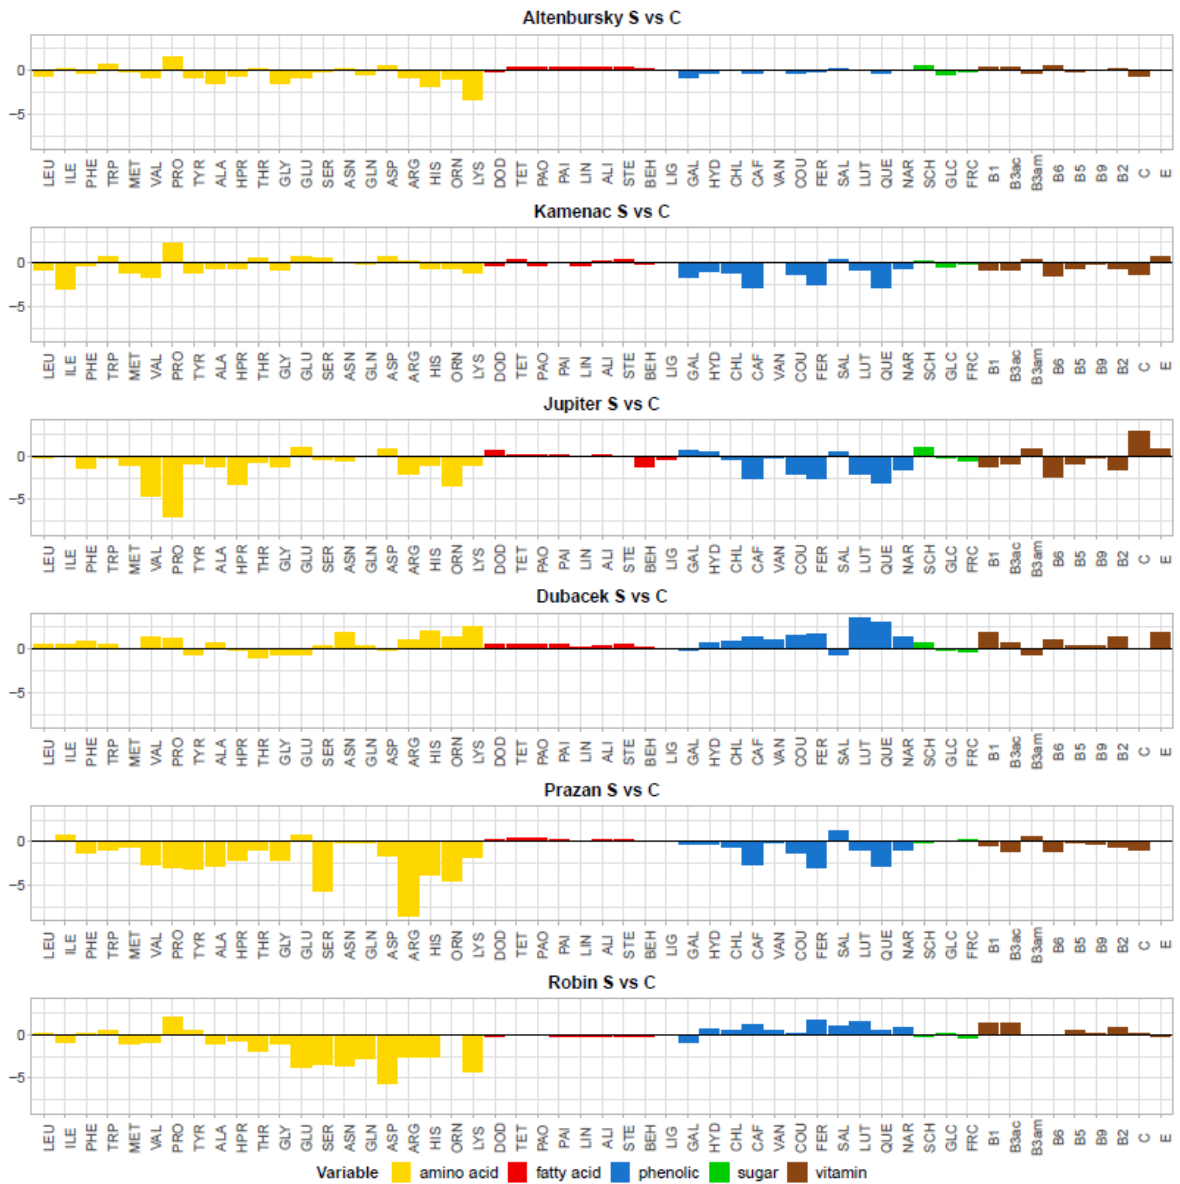 Altenbursky S vs C
0
−5
LEU ILE PHE TRP MET VAL PRO TYR ALA HPR THR GLY GLU SER ASN GLN ASP ARG HIS ORN LYS DOD TET PAO PAI LIN ALI STE BEH LIG GAL HYD CHL CAF VAN COU FER SAL LUT QUE NAR SCH GLC FRC B1 B3ac B3am B6 B5 B9 B2 C E
Kamenac S vs C
0
−5
LEU ILE PHE TRP MET VAL PRO TYR ALA HPR THR GLY GLU SER ASN GLN ASP ARG HIS ORN LYS DOD TET PAO PAI LIN ALI STE BEH LIG GAL HYD CHL CAF VAN COU FER SAL LUT QUE NAR SCH GLC FRC B1 B3ac B3am B6 B5 B9 B2 C E
Jupiter S vs C
0
−5
LEU ILE PHE TRP MET VAL PRO TYR ALA HPR THR GLY GLU SER ASN GLN ASP ARG HIS ORN LYS DOD TET PAO PAI LIN ALI STE BEH LIG GAL HYD CHL CAF VAN COU FER SAL LUT QUE NAR SCH GLC FRC B1 B3ac B3am B6 B5 B9 B2 C E
Dubacek S vs C
0
−5
LEU ILE PHE TRP MET VAL PRO TYR ALA HPR THR GLY GLU SER ASN GLN ASP ARG HIS ORN LYS DOD TET PAO PAI LIN ALI STE BEH LIG GAL HYD CHL CAF VAN COU FER SAL LUT QUE NAR SCH GLC FRC B1 B3ac B3am B6 B5 B9 B2 C E
Prazan S vs C
0
−5
LEU ILE PHE TRP MET VAL PRO TYR ALA HPR THR GLY GLU SER ASN GLN ASP ARG HIS ORN LYS DOD TET PAO PAI LIN ALI STE BEH LIG GAL HYD CHL CAF VAN COU FER SAL LUT QUE NAR SCH GLC FRC B1 B3ac B3am B6 B5 B9 B2 C E
Robin S vs C
0
−5
LEU ILE PHE TRP MET VAL PRO TYR ALA HPR THR GLY GLU SER ASN GLN ASP ARG HIS ORN LYS DOD TET PAO PAI LIN ALI STE BEH LIG GAL HYD CHL CAF VAN COU FER SAL LUT QUE NAR SCH GLC FRC B1 B3ac B3am B6 B5 B9 B2 C E
Variable amino acid fatty acid phenolic sugar vitamin